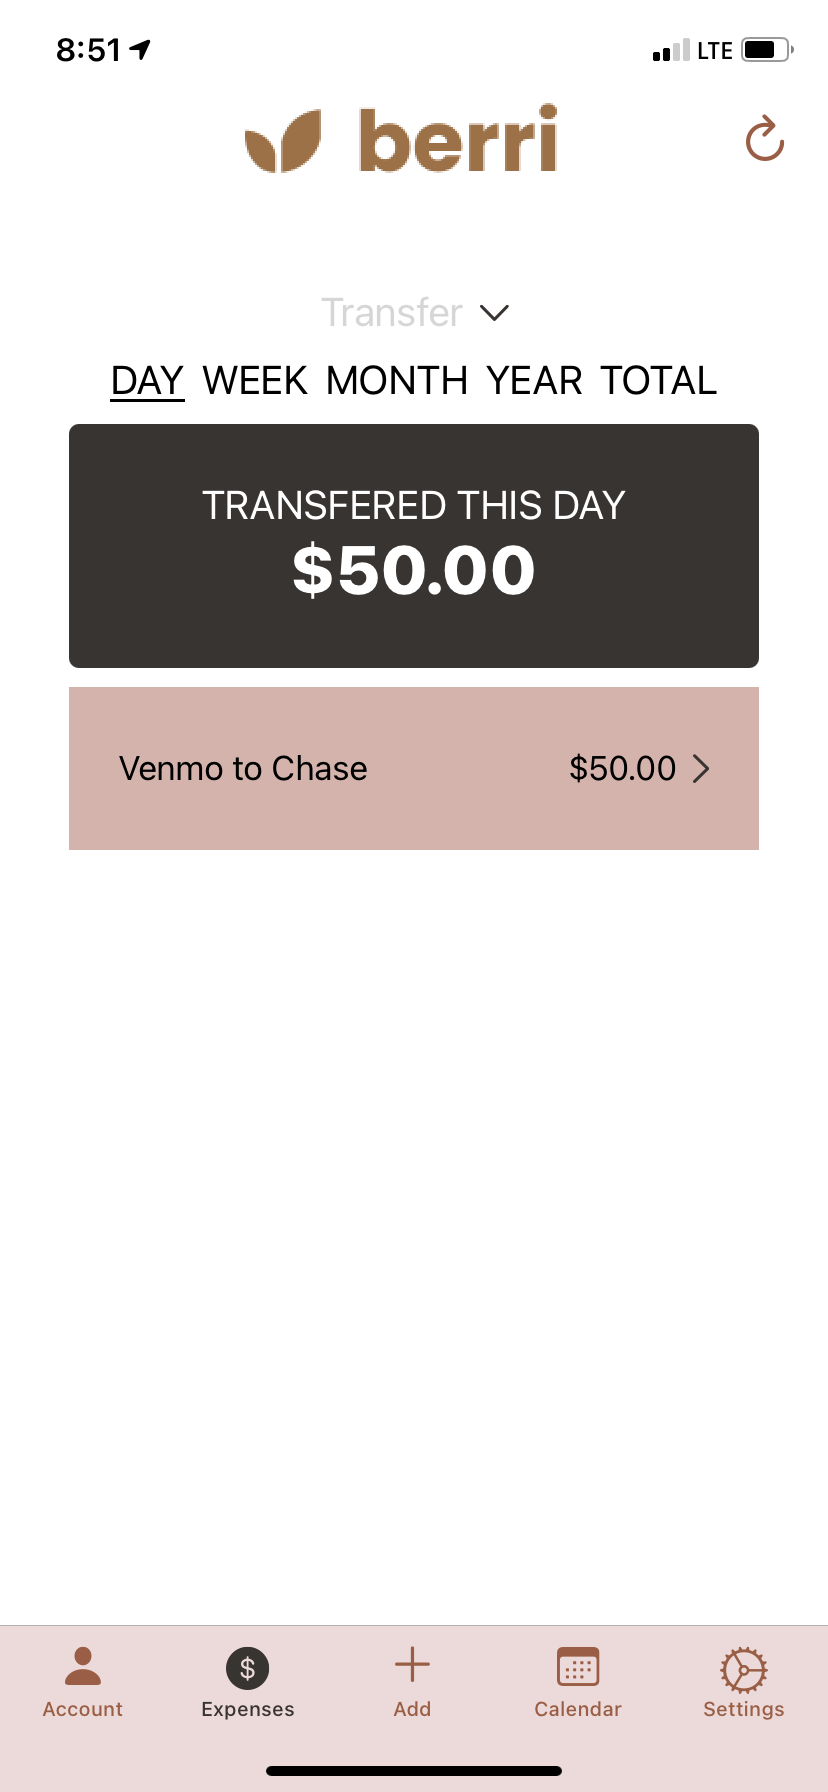 8:51 LTE
berri
Transfer
DAY WEEK MONTH YEAR TOTAL
TRANSFERED THIS DAY
$50.00
Venmo to Chase $50.00
$
Account Expenses Add Calendar Settings